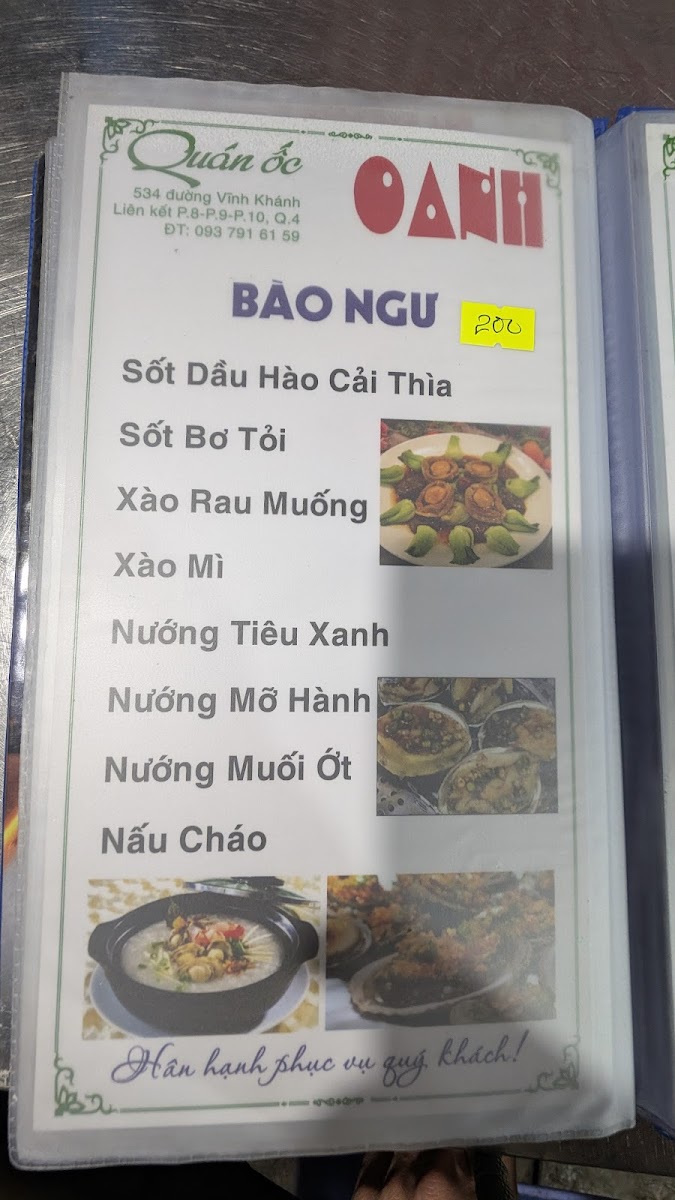 Quán ốc
OANH
534 đường Vĩnh Khánh
Liên kết P.8-P.9-P.10, Q.4
ĐT: 093 791 61 59
BÀO NGƯ
200
Sốt Dầu Hào Cải Thìa
Sốt Bơ Tỏi
Xào Rau Muống
Xào Mì
Nướng Tiêu Xanh
Nướng Mỡ Hành
Nướng Muối Ớt
Nấu Cháo
Hân hạnh phục vụ quý khách!